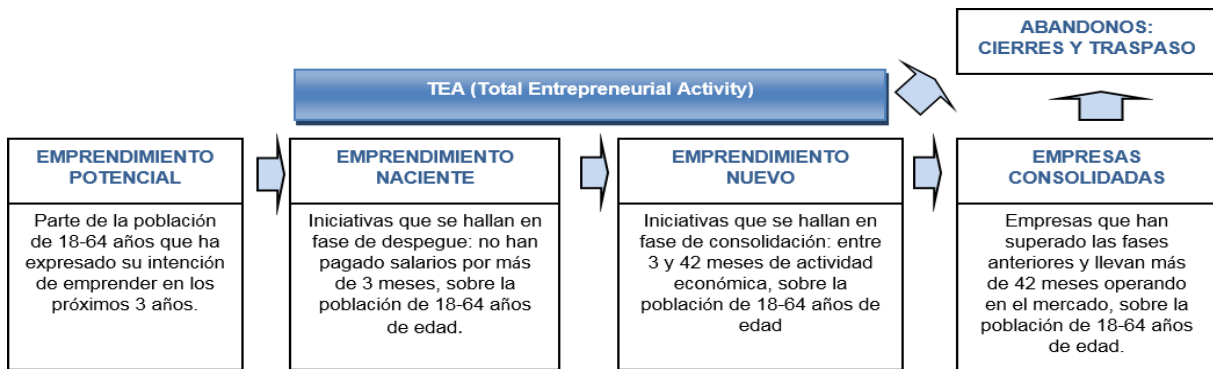 ABANDONOS:
CIERRES Y TRASPASO
TEA (Total Entrepreneurial Activity)
EMPRENDIMIENTO
POTENCIAL
Parte de la población
de 18-64 años que ha
expresado su intención
de emprender en los
próximos 3 años.
EMPRENDIMIENTO
NACIENTE
Iniciativas que se hallan en
fase de despegue: no han
pagado salarios por más
de 3 meses, sobre la
población de 18-64 años
de edad.
EMPRENDIMIENTO
NUEVO
Iniciativas que se hallan en
fase de consolidación: entre
3 y 42 meses de actividad
económica, sobre la
población de 18-64 años de
edad
EMPRESAS
CONSOLIDADAS
Empresas que han
superado las fases
anteriores y llevan más
de 42 meses operando
en el mercado, sobre la
población de 18-64 años
de edad.